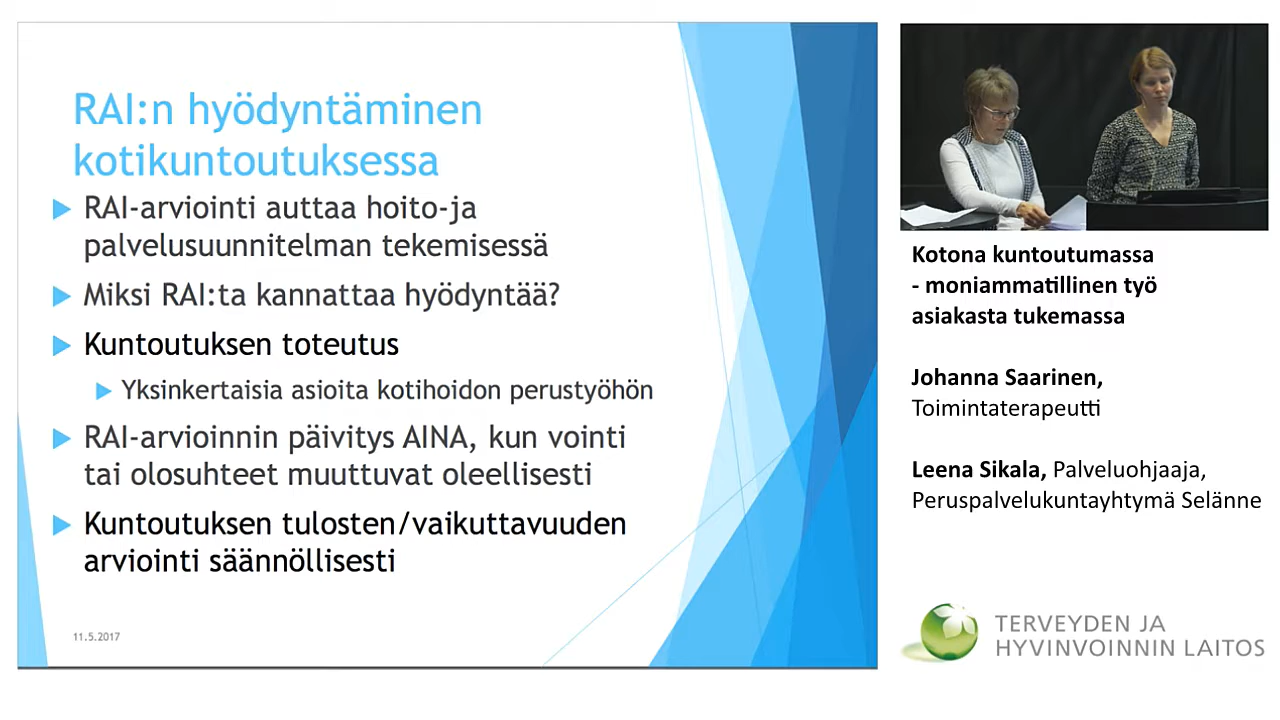 RAI:n hyödyntäminen
kotikuntoutuksessa
RAI-arviointi auttaa hoito-ja
palvelusuunnitelman tekemisessä
Miksi RAI:ta kannattaa hyödyntää?
Kuntoutuksen toteutus
Yksinkertaisia asioita kotihoidon perustyöhön
RAI-arvioinnin päivitys AINA, kun vointi
tai olosuhteet muuttuvat oleellisesti
Kuntoutuksen tulosten/vaikuttavuuden
arviointi säännöllisesti
11.5.2017
Kotona kuntoutumassa
- moniammatillinen työ
asiakasta tukemassa
Johanna Saarinen,
Toimintaterapeutti
Leena Sikala, Palveluohjaaja,
Peruspalvelukuntayhtymä Selänne
TERVEYDEN JA
HYVINVOINNIN LAITOS